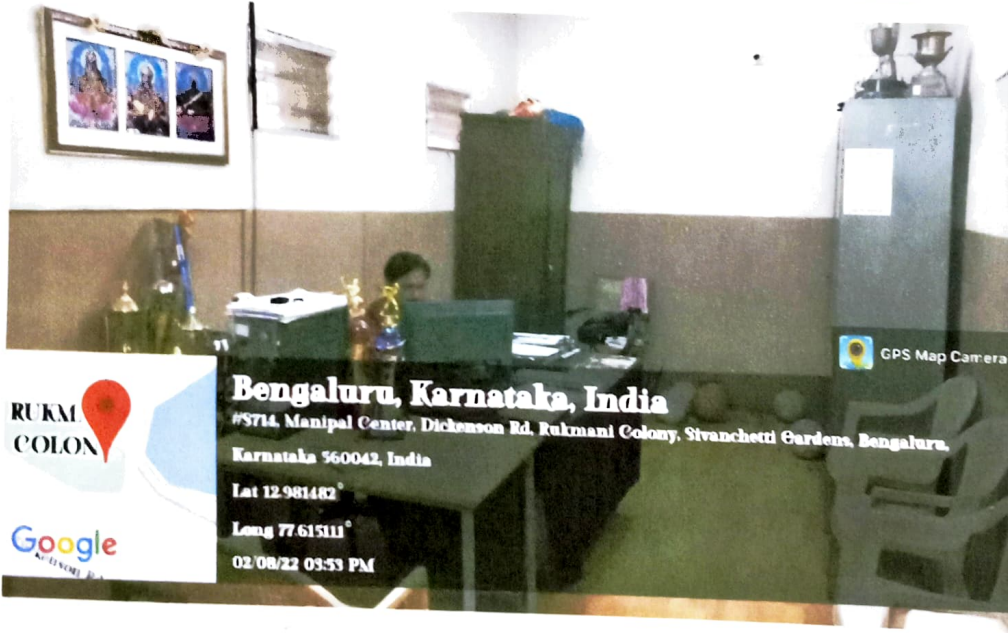 GPS Map Camera
RUKM
COLON
Google
Bengaluru, Karnataka, India
#S714, Manipal Center, Dickenson Rd, Rukmani Colony, Sivanchetti Gardens, Bengaluru,
Karnataka 560042, India
Lat 12.981482°
Long 77.615111°
02/08/22 03:53 PM